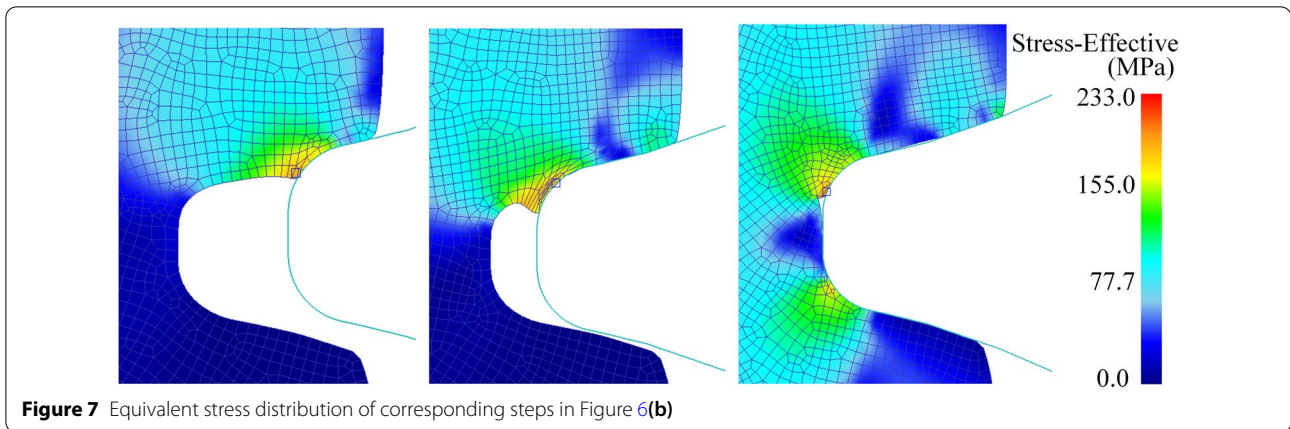 Stress-Effective
(MPa)
233.0
155.0
77.7
0.0
Figure 7 Equivalent stress distribution of corresponding steps in Figure 6(b)